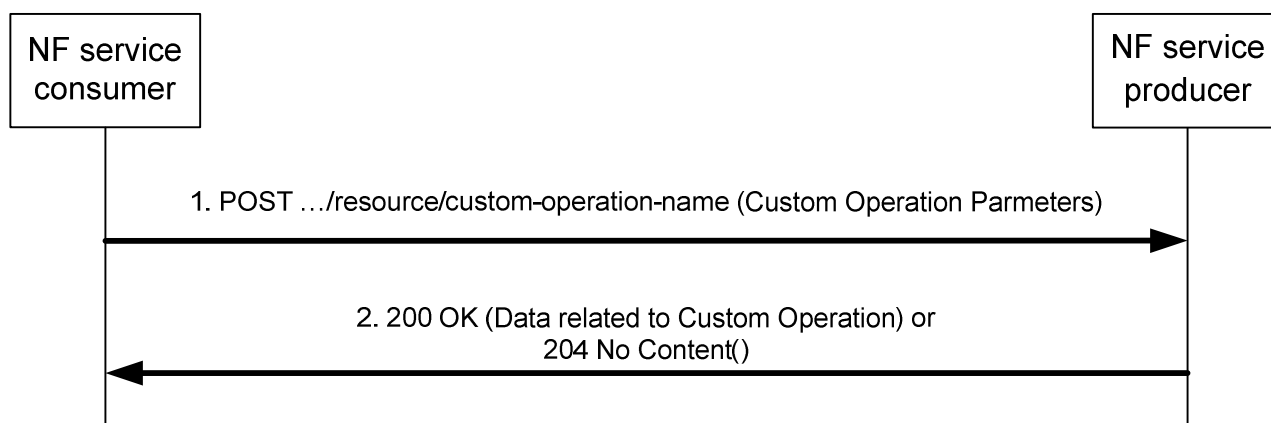 NF service
consumer
NF service
producer
1. POST …/resource/custom-operation-name (Custom Operation Parmeters)
2. 200 OK (Data related to Custom Operation) or
204 No Content()